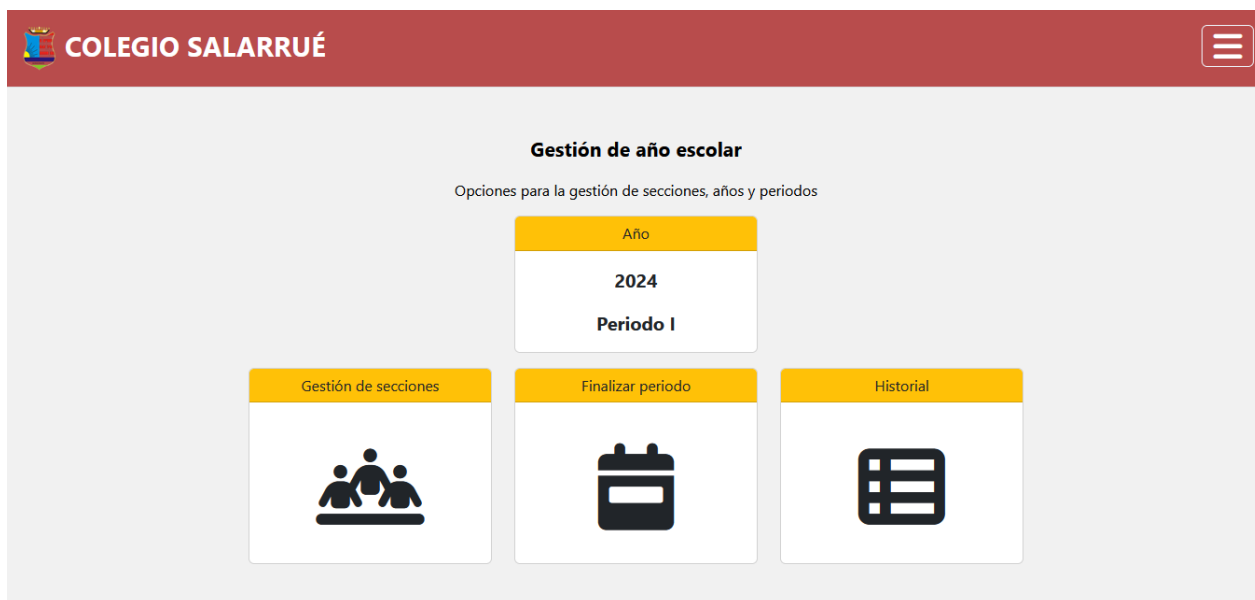 COLEGIO SALARRUÉ
Gestión de año escolar
Opciones para la gestión de secciones, años y periodos
Año
2024
Periodo I
Gestión de secciones
Finalizar periodo
Historial